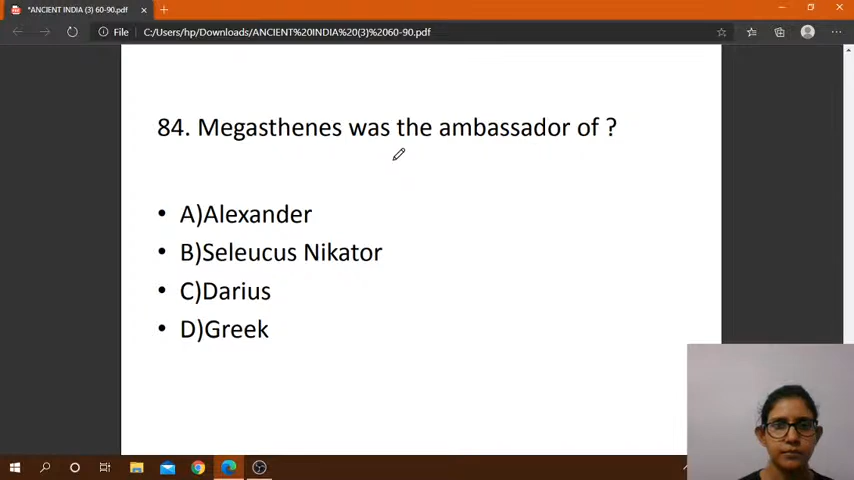 *ANCIENT INDIA (3) 60-90.pdf
File
C:/Users/hp/Downloads/ANCIENT%20INDIA%20(3)%2060-90.pdf
84. Megasthenes was the ambassador of ?
• A)Alexander
• B)Seleucus Nikator
• C)Darius
• D)Greek